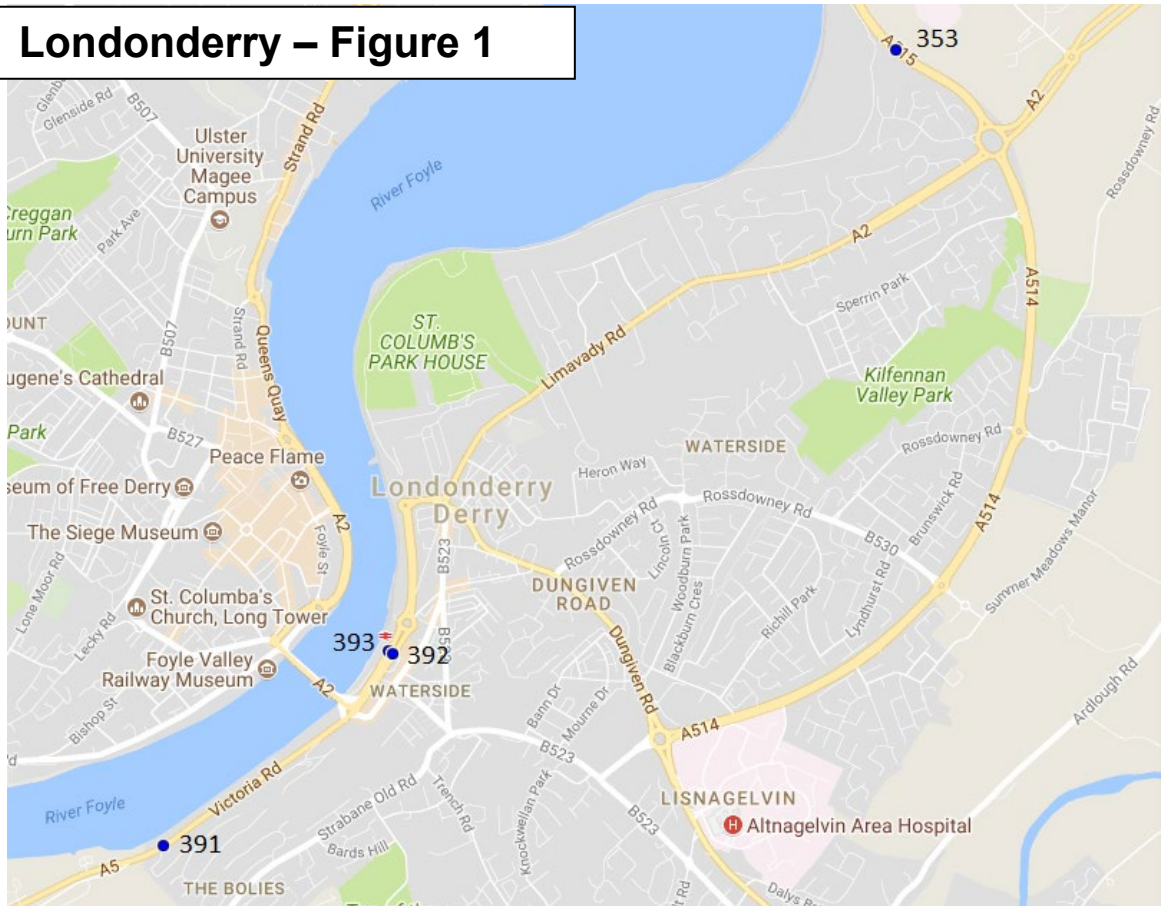 Londonderry – Figure 1
353
A2
Glenside Rd
B507
Strand Rd
Ulster
University
Magee
Campus
River Foyle
Rossdowney Rd
Creggan
Burn Park
Park Ave
A2
A514
Sperrin Park
ST.
COLUMB'S
PARK HOUSE
Strand Rd
B507
Queens Quay
Limavady Rd
Kilfennan
Valley Park
ugene's Cathedral
Park
B527
Peace Flame
WATERSIDE
Rossdowney Rd
Heron Way
seum of Free Derry
Londonderry
Derry
Rossdowney Rd
Rossdowney Rd
The Siege Museum
A2
Foyle St
B523
Lincoln Ct
Woodburn Park
B530
Brunswick Rd
A514
Summer Meadows Manor
Lone Moor Rd
DUNGIVEN
ROAD
St. Columba's
Church, Long Tower
Lecky Rd
Blackburn Cres
Richill Park
Lyndhurst Rd
393
392
Foyle Valley
Railway Museum
A2
WATERSIDE
Dungiven Rd
Bishop St
Bann Dr
Mourne Dr
A514
Ardlough Rd
B523
River Foyle
Victoria Rd
Strabane Old Rd
Trench Rd
Knockwellan Park
LISNAGELVIN
B523
Altnagelvin Area Hospital
391
Bards Hill
A5
THE BOLIES